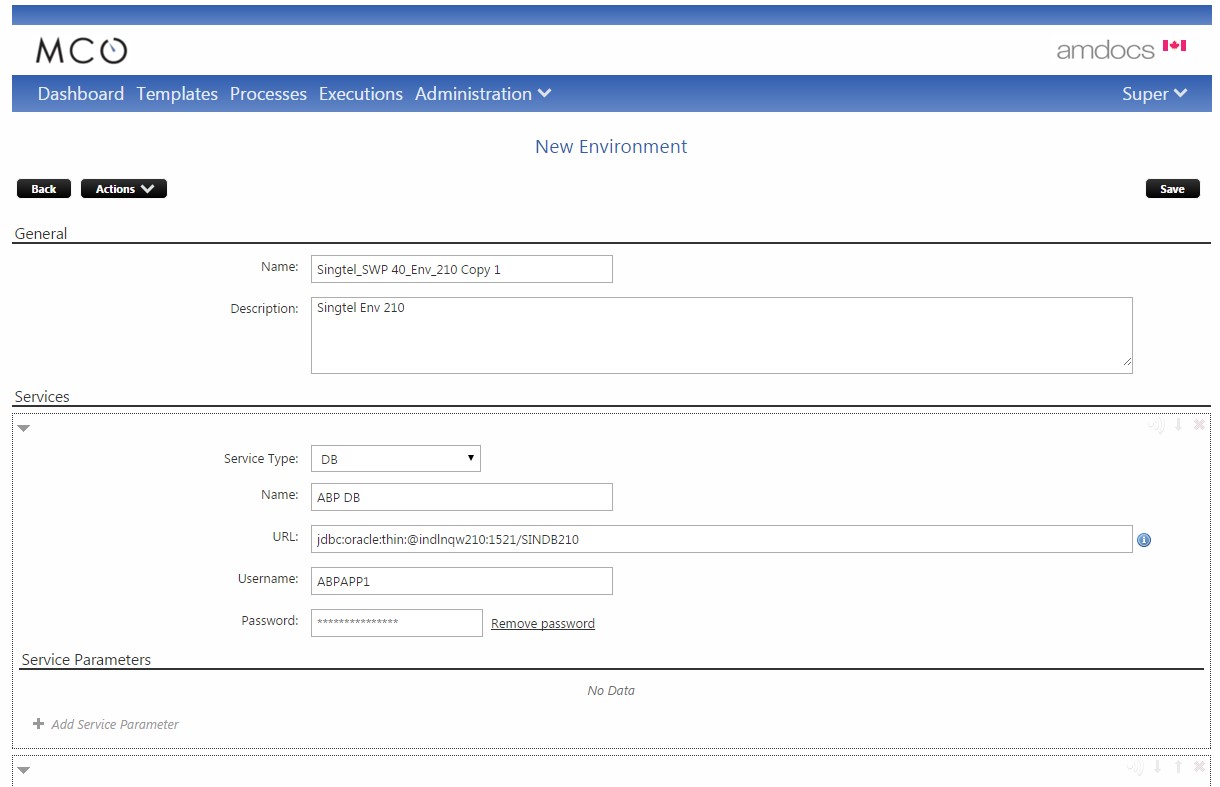 MCO
amdocs
Dashboard Templates Processes Executions Administration Super
New Environment
Back Actions Save
General
Name: Singtel_SWP 40_Env_210 Copy 1
Description: Singtel Env 210
Services
Service Type: DB
Name: ABP DB
URL: jdbc:oracle:thin:@indlnqw210:1521/SINDB210
Username: ABPAPP1
Password: *************** Remove password
Service Parameters
No Data
Add Service Parameter